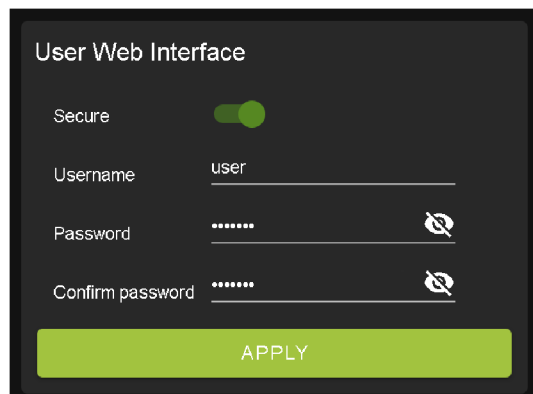 User Web Interface
Secure
Username user
Password •••••••
Confirm password •••••••
APPLY